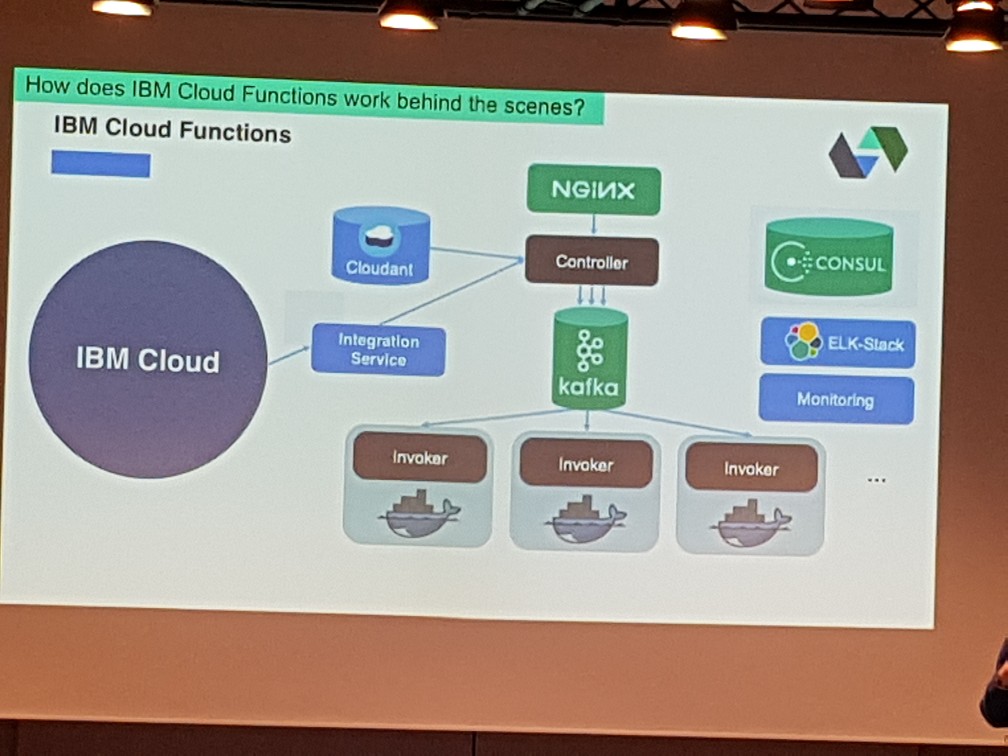 How does IBM Cloud Functions work behind the scenes?
IBM Cloud Functions
NGINX
Cloudant
Controller
CONSUL
Integration
Service
IBM Cloud
ELK-Stack
kafka
Monitoring
Invoker
Invoker
Invoker
...